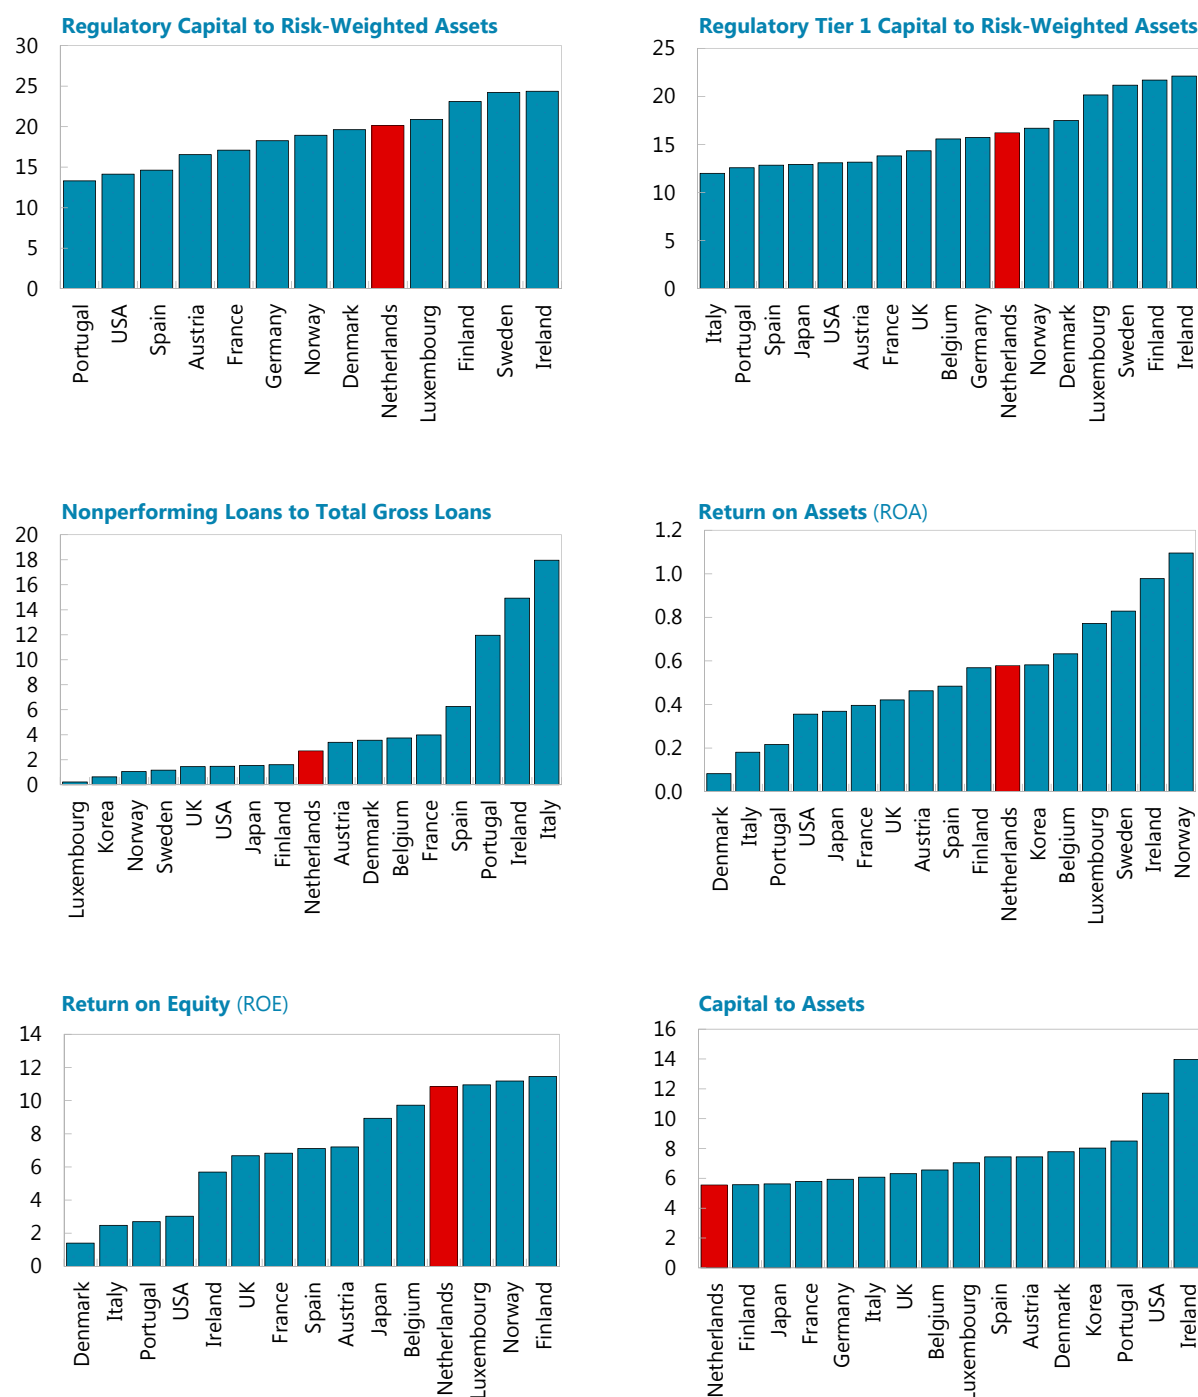 Regulatory Capital to Risk-Weighted Assets
30
25
20
15
10
5
0
Portugal
USA
Spain
Austria
France
Germany
Norway
Denmark
Netherlands
Luxembourg
Finland
Sweden
Ireland
Regulatory Tier 1 Capital to Risk-Weighted Assets
25
20
15
10
5
0
Italy
Portugal
Spain
Japan
USA
Austria
France
UK
Belgium
Germany
Netherlands
Norway
Denmark
Luxembourg
Sweden
Finland
Ireland
Nonperforming Loans to Total Gross Loans
20
18
16
14
12
10
8
6
4
2
0
Luxembourg
Korea
Norway
Sweden
UK
USA
Japan
Finland
Netherlands
Austria
Denmark
Belgium
France
Spain
Portugal
Ireland
Italy
Return on Assets (ROA)
1.2
1.0
0.8
0.6
0.4
0.2
0.0
Denmark
Italy
Portugal
USA
Japan
France
UK
Austria
Spain
Finland
Netherlands
Korea
Belgium
Luxembourg
Sweden
Ireland
Norway
Return on Equity (ROE)
14
12
10
8
6
4
2
0
Denmark
Italy
Portugal
USA
Ireland
UK
France
Spain
Austria
Japan
Belgium
Netherlands
Luxembourg
Norway
Finland
Capital to Assets
16
14
12
10
8
6
4
2
0
Netherlands
Finland
Japan
France
Germany
Italy
UK
Belgium
Luxembourg
Spain
Austria
Denmark
Korea
Portugal
USA
Ireland